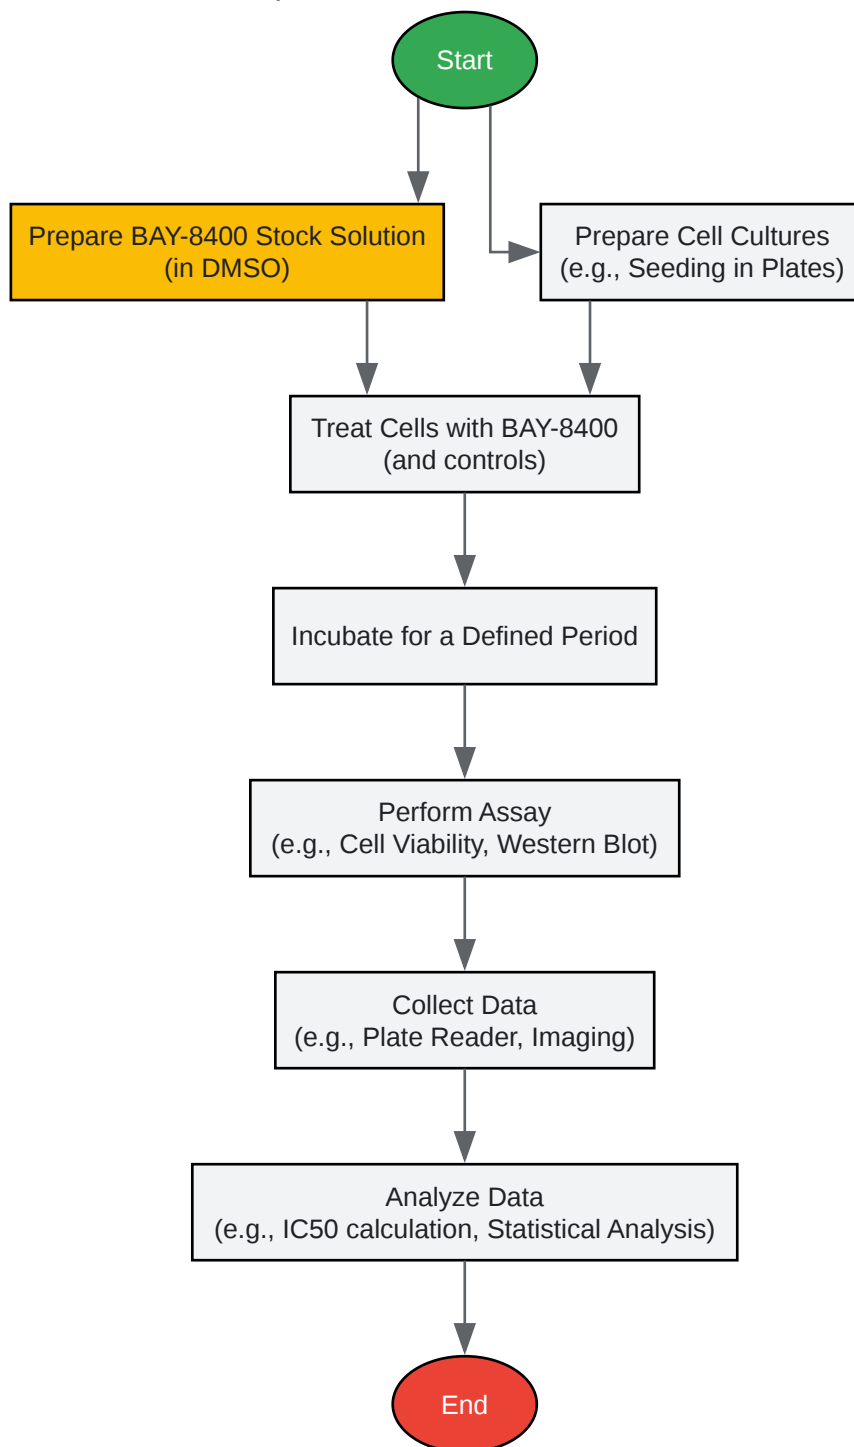 Start
Prepare BAY-8400 Stock Solution
(in DMSO)
Prepare Cell Cultures
(e.g., Seeding in Plates)
Treat Cells with BAY-8400
(and controls)
Incubate for a Defined Period
Perform Assay
(e.g., Cell Viability, Western Blot)
Collect Data
(e.g., Plate Reader, Imaging)
Analyze Data
(e.g., IC50 calculation, Statistical Analysis)
End